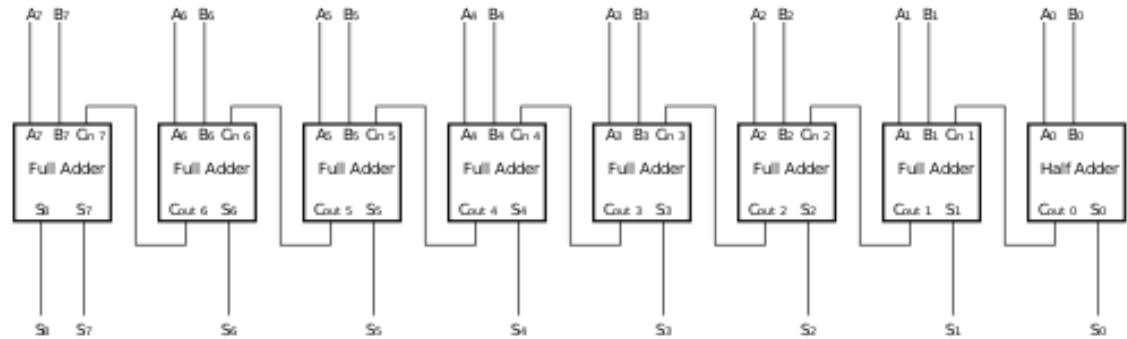 A7 B7 A6 B6 A5 B5 A4 B4 A3 B3 A2 B2 A1 B1 A0 B0
A7 B7 Cin 7 A6 B6 Cin 6 A5 B5 Cin 5 A4 B4 Cin 4 A3 B3 Cin 3 A2 B2 Cin 2 A1 B1 Cin 1 A0 B0
Full Adder Full Adder Full Adder Full Adder Full Adder Full Adder Full Adder Half Adder
S8 S7 Cout 6 S6 Cout 5 S5 Cout 4 S4 Cout 3 S3 Cout 2 S2 Cout 1 S1 Cout 0 S0
S8 S7 S6 S5 S4 S3 S2 S1 S0